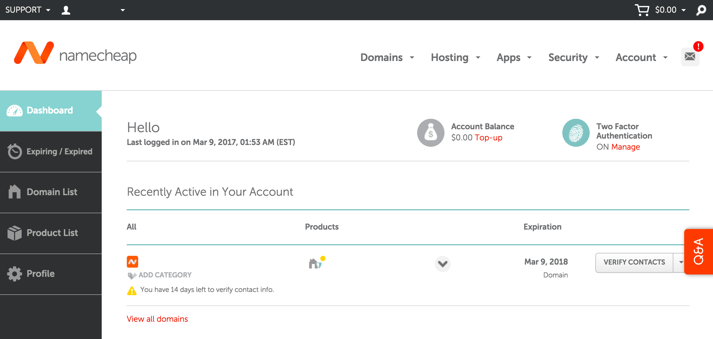 SUPPORT
$0.00
namecheap
Domains Hosting Apps Security Account
!
Dashboard
Expiring / Expired
Domain List
Product List
Profile
Hello
Last logged in on Mar 9, 2017, 01:53 AM (EST)
Account Balance
$0.00 Top-up
Two Factor
Authentication
ON Manage
Recently Active in Your Account
All Products Expiration
ADD CATEGORY
You have 14 days left to verify contact info.
Mar 9, 2018
Domain
VERIFY CONTACTS
Q&A
View all domains